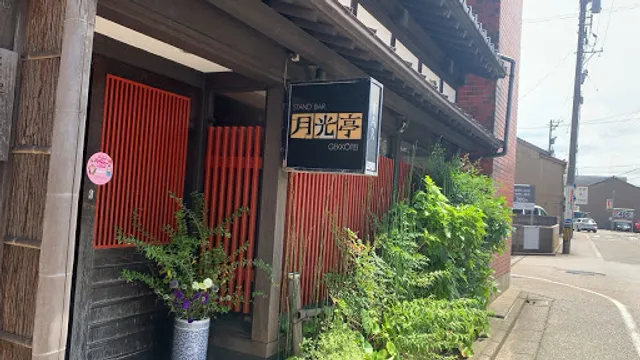 STAND BAR
月光亭
GEKKOTEI